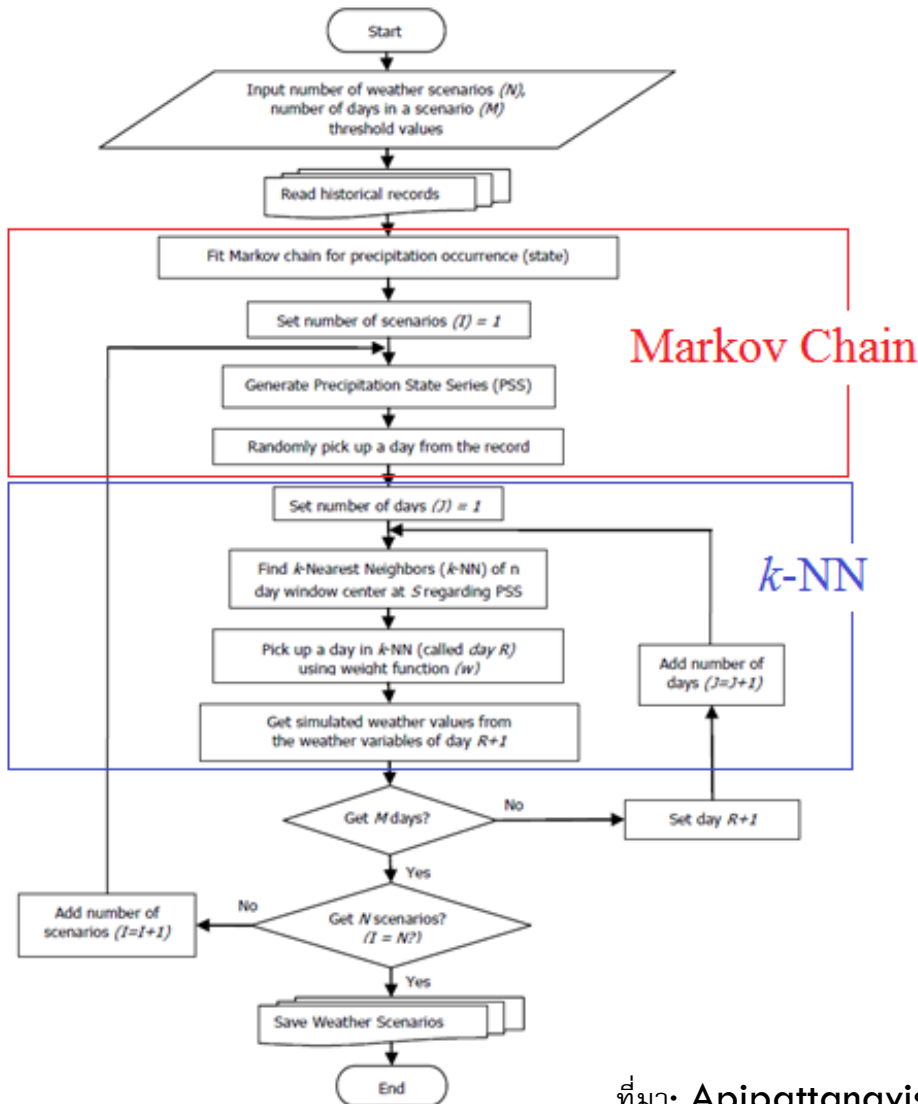 Start
Input number of weather scenarios (N),
number of days in a scenario (M)
threshold values
Read historical records
Fit Markov chain for precipitation occurrence (state)
Set number of scenarios (I) = 1
Markov Chain
Generate Precipitation State Series (PSS)
Randomly pick up a day from the record
Set number of days (J) = 1
Find k-Nearest Neighbors (k-NN) of n
day window center at S regarding PSS
k-NN
Pick up a day in k-NN (called day R)
using weight function (w)
Add number of
days (J=J+1)
Get simulated weather values from
the weather variables of day R+1
Get M days?
No
Set day R+1
Yes
Get N scenarios?
(I = N?)
No
Add number of
scenarios (I=I+1)
Yes
Save Weather Scenarios
End
ที่มา: Apipattanavis